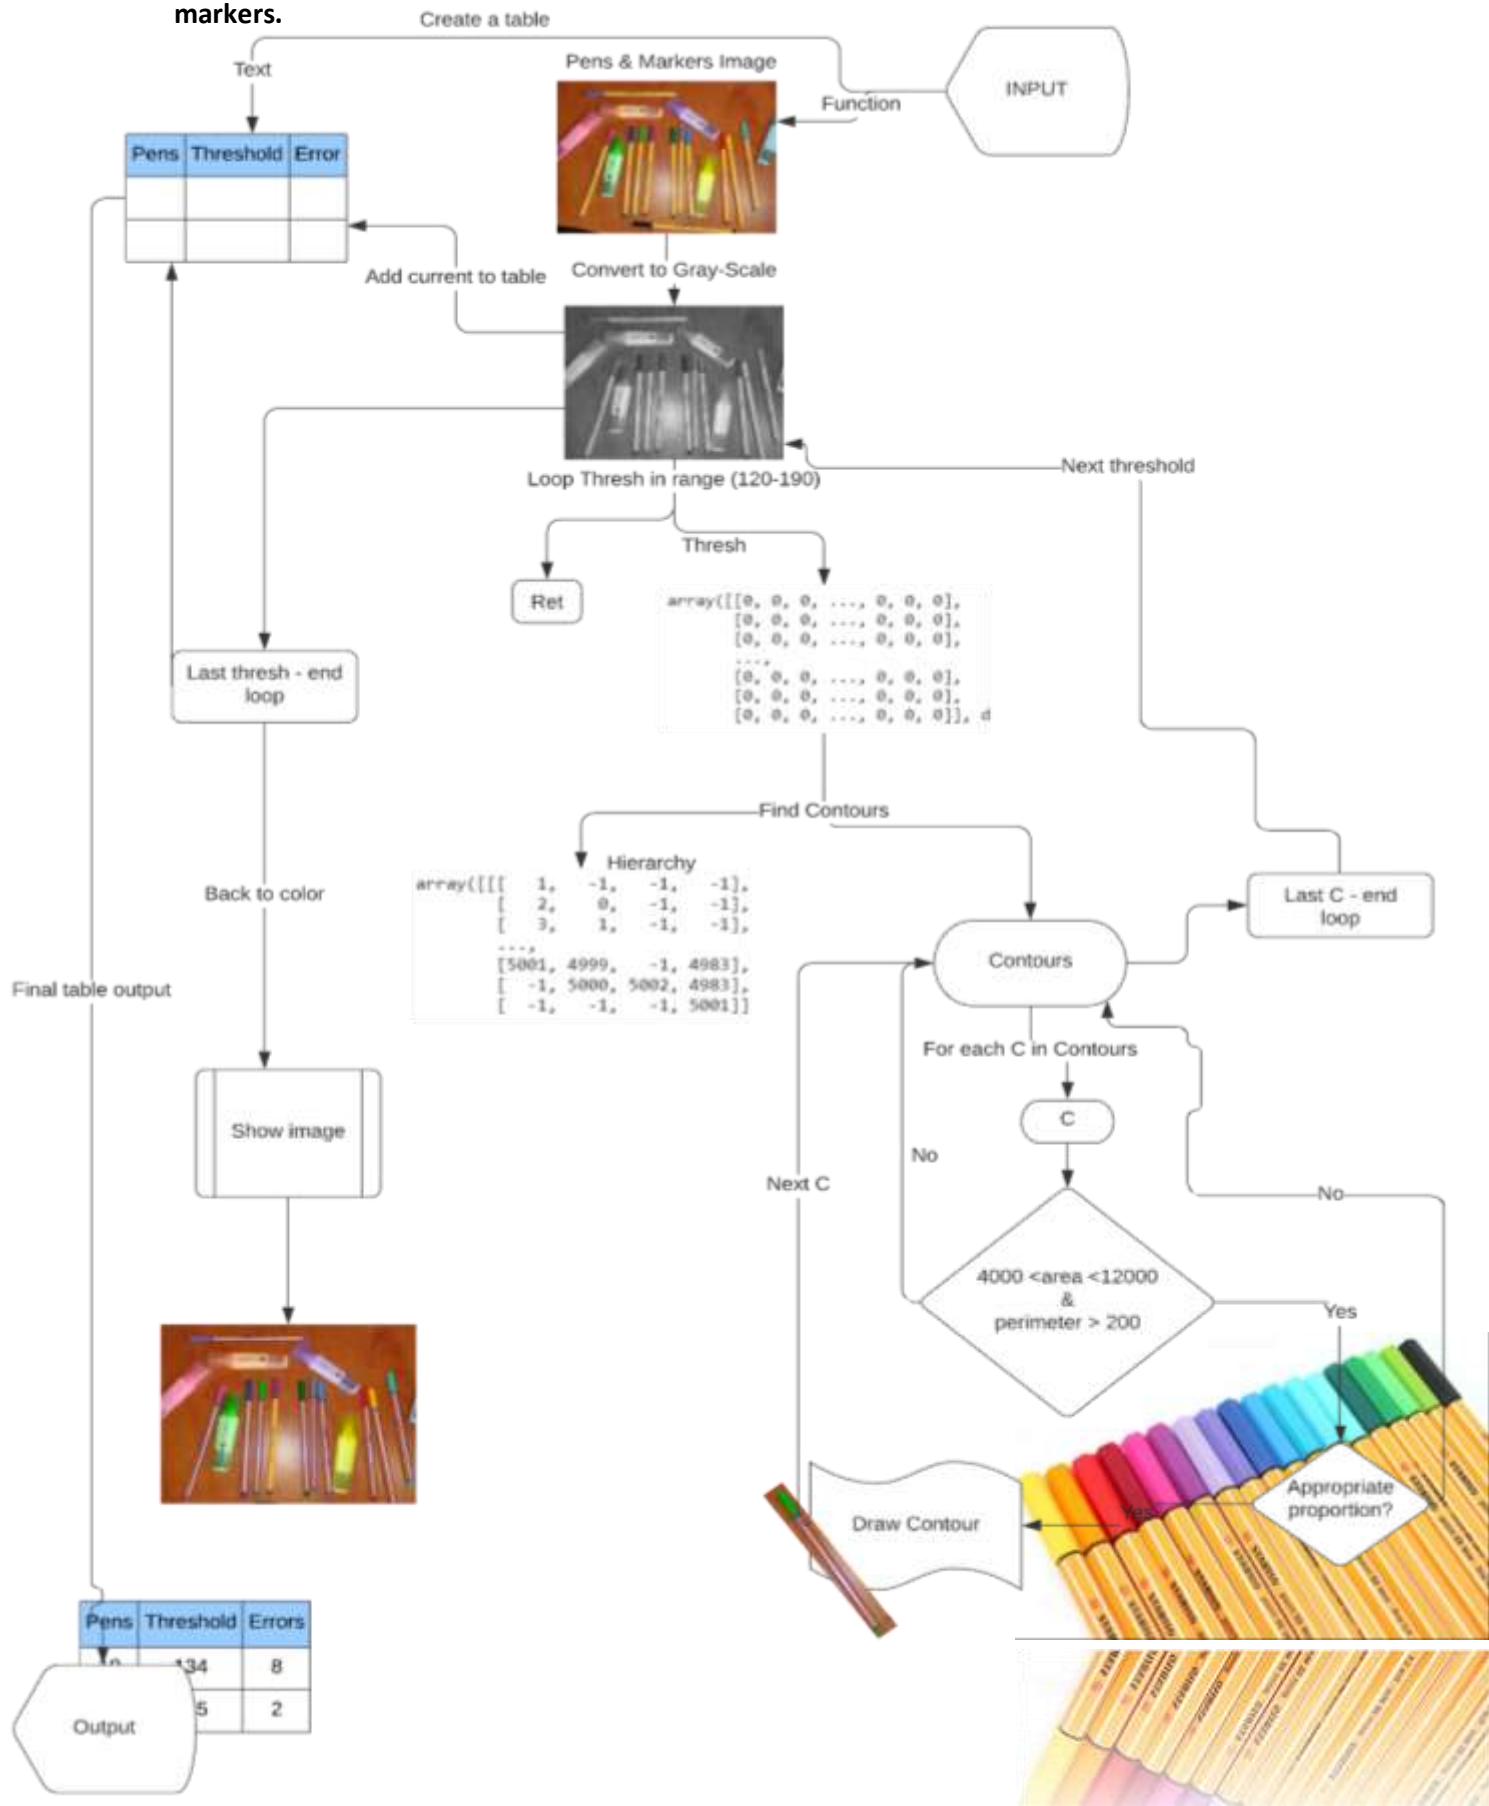 markers.
Create a table
Text
Pens & Markers Image
Function
INPUT
Pens Threshold Error
Add current to table
Convert to Gray-Scale
Next threshold
Loop Thresh in range (120-190)
Thresh
Ret
array([[0, 0, 0, ..., 0, 0, 0],
[0, 0, 0, ..., 0, 0, 0],
[0, 0, 0, ..., 0, 0, 0],
...,
[0, 0, 0, ..., 0, 0, 0],
[0, 0, 0, ..., 0, 0, 0],
[0, 0, 0, ..., 0, 0, 0]], d
Last thresh - end
loop
Find Contours
Hierarchy
array([[[ 1, -1, -1, -1],
[ 2, 0, -1, -1],
[ 3, 1, -1, -1],
...,
[5001, 4999, -1, 4983],
[ -1, 5000, 5002, 4983],
[ -1, -1, -1, 5001]]
Back to color
Last C - end
loop
Contours
Final table output
For each C in Contours
C
Show image
No
Next C
No
4000 <area <12000
&
perimeter > 200
Yes
Appropriate
proportion?
Yes
Draw Contour
Pens Threshold Errors
134 8
5 2
Output